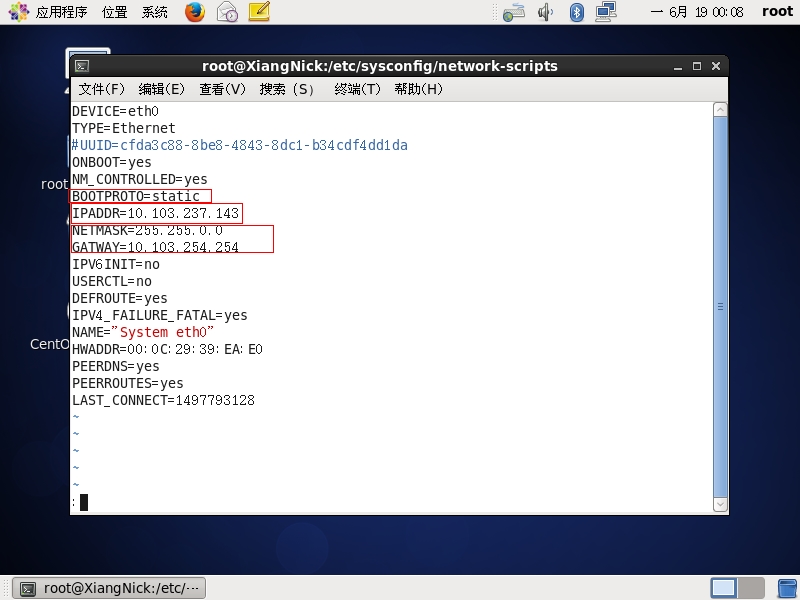 应用程序 位置 系统 一 6月 19 00:08 root
root@XiangNick:/etc/sysconfig/network-scripts
文件(F) 编辑(E) 查看(V) 搜索 (S) 终端(T) 帮助(H)
DEVICE=eth0
TYPE=Ethernet
#UUID=cfda3c88-8be8-4843-8dc1-b34cdf4dd1da
ONBOOT=yes
NM_CONTROLLED=yes
BOOTPROTO=static
IPADDR=10.103.237.143
NETMASK=255.255.0.0
GATWAY=10.103.254.254
IPV6INIT=no
USERCTL=no
DEFROUTE=yes
IPV4_FAILURE_FATAL=yes
NAME="System eth0"
HWADDR=00:0C:29:39:EA:E0
PEERDNS=yes
PEERROUTES=yes
LAST_CONNECT=1497793128
~
~
~
~
~
:
root
CentO
root@XiangNick:/etc/···